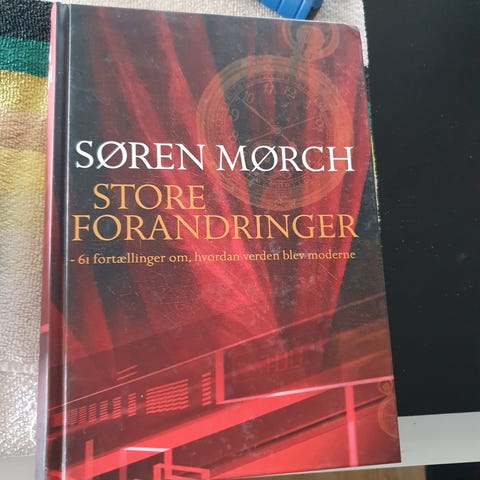 SØREN MØRCH
STORE
FORANDRINGER
- 61 fortællinger om, hvordan verden blev moderne